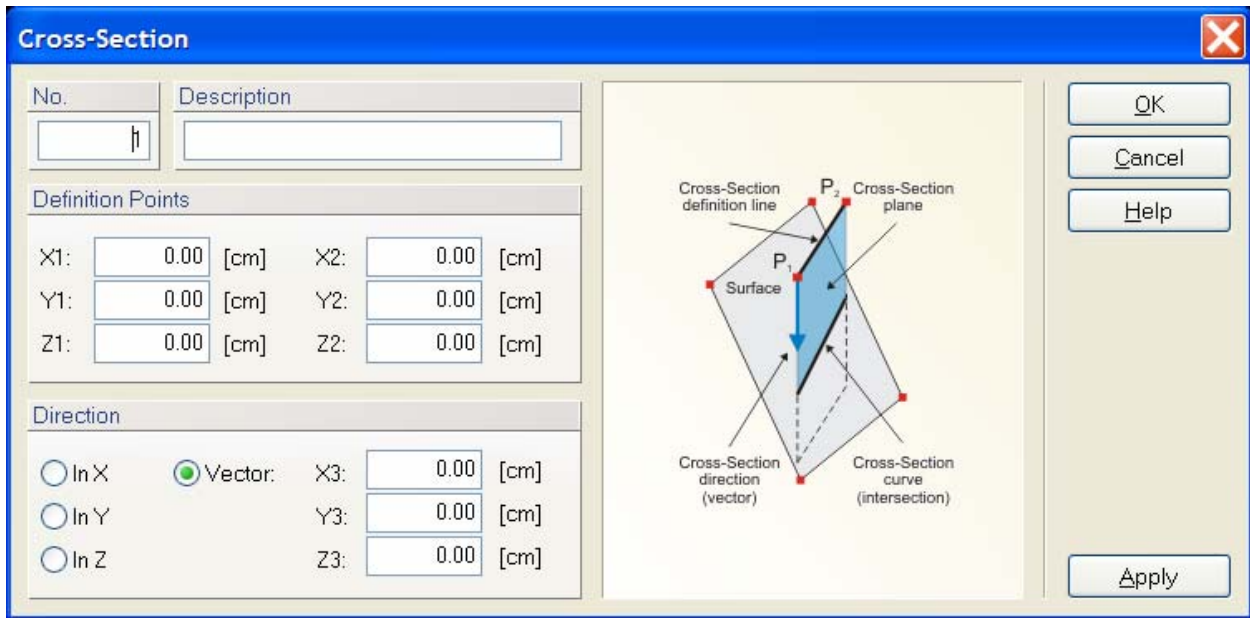 Cross-Section
No.
Description
1
Definition Points
X1: 0.00 [cm] X2: 0.00 [cm]
Y1: 0.00 [cm] Y2: 0.00 [cm]
Z1: 0.00 [cm] Z2: 0.00 [cm]
Direction
In X Vector: X3: 0.00 [cm]
In Y Y3: 0.00 [cm]
In Z Z3: 0.00 [cm]
Cross-Section
definition line
P2
Cross-Section
plane
P1
Surface
Cross-Section
direction
(vector)
Cross-Section
curve
(intersection)
OK
Cancel
Help
Apply